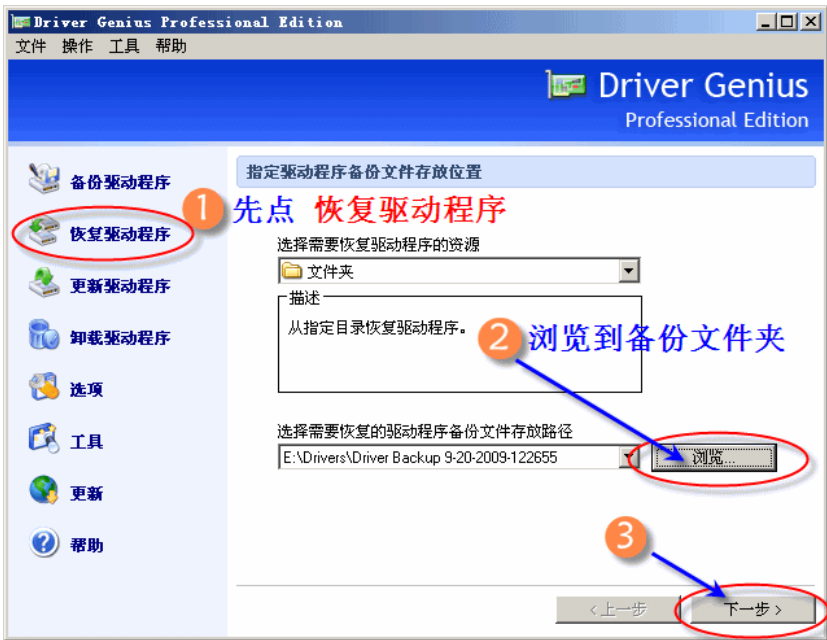 Driver Genius Professional Edition
文件 操作 工具 帮助
Driver Genius
Professional Edition
备份驱动程序
恢复驱动程序
更新驱动程序
卸载驱动程序
选项
工具
更新
帮助
指定驱动程序备份文件存放位置
1 先点 恢复驱动程序
选择需要恢复驱动程序的资源
文件夹
描述
从指定目录恢复驱动程序。
2 浏览到备份文件夹
选择需要恢复的驱动程序备份文件存放路径
E:\Drivers\Driver Backup 9-20-2009-122655
浏览...
3
<上一步
下一步>